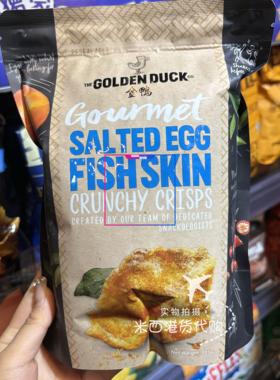 THE GOLDEN DUCK CO.
金鸭
Gourmet
SALTED EGG
FISH SKIN
CRUNCHY CRISPS
CREATED BY OUR TEAM OF DEDICATED
SNACKOLOGISTS
实物拍摄
米西港货代购